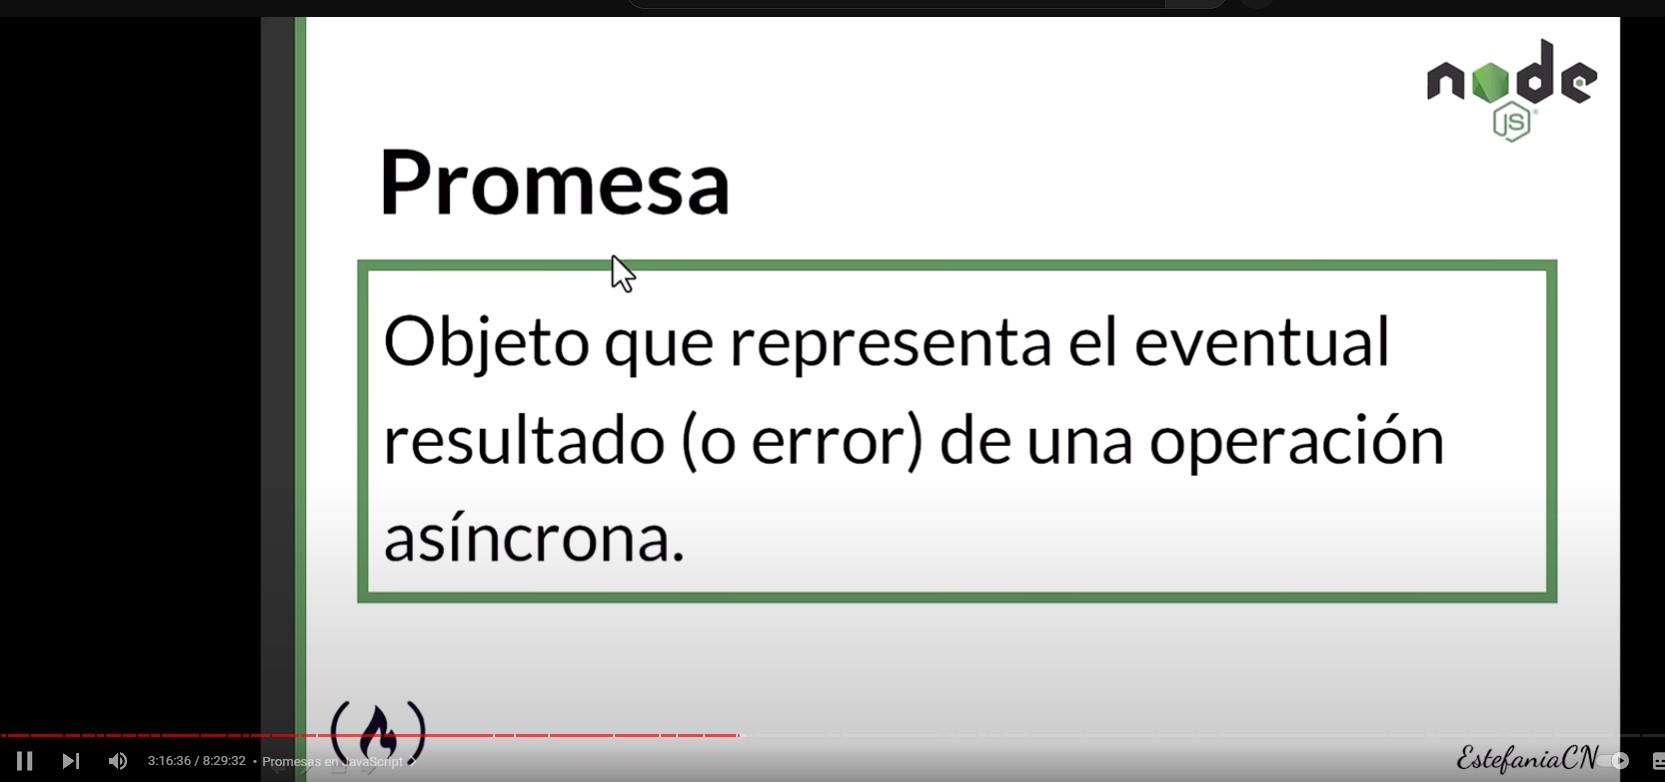 node
JS
Promesa
Objeto que representa el eventual
resultado (o error) de una operación
asíncrona.
3:16:36 / 8:29:32 • Promesas en JavaScript
EstefaniaCN